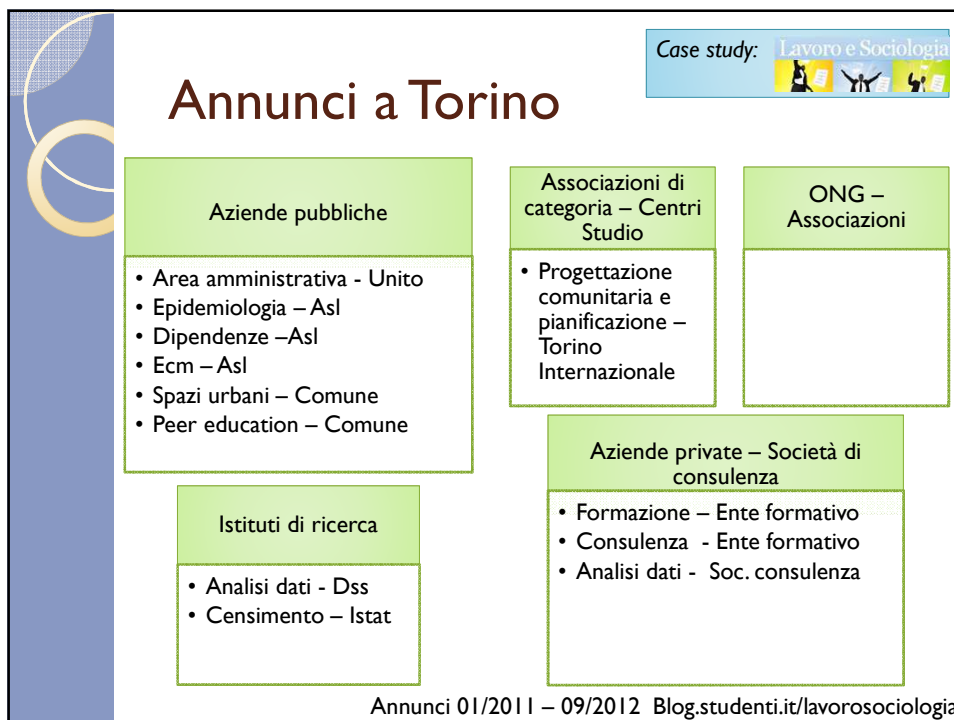 Case study:
Lavoro e Sociologia
Annunci a Torino
Aziende pubbliche
• Area amministrativa - Unito
• Epidemiologia – Asl
• Dipendenze –Asl
• Ecm – Asl
• Spazi urbani – Comune
• Peer education – Comune
Associazioni di
categoria – Centri
Studio
• Progettazione
comunitaria e
pianificazione –
Torino
Internazionale
ONG –
Associazioni
Istituti di ricerca
• Analisi dati - Dss
• Censimento – Istat
Aziende private – Società di
consulenza
• Formazione – Ente formativo
• Consulenza - Ente formativo
• Analisi dati - Soc. consulenza
Annunci 01/2011 – 09/2012 Blog.studenti.it/lavorosociologia